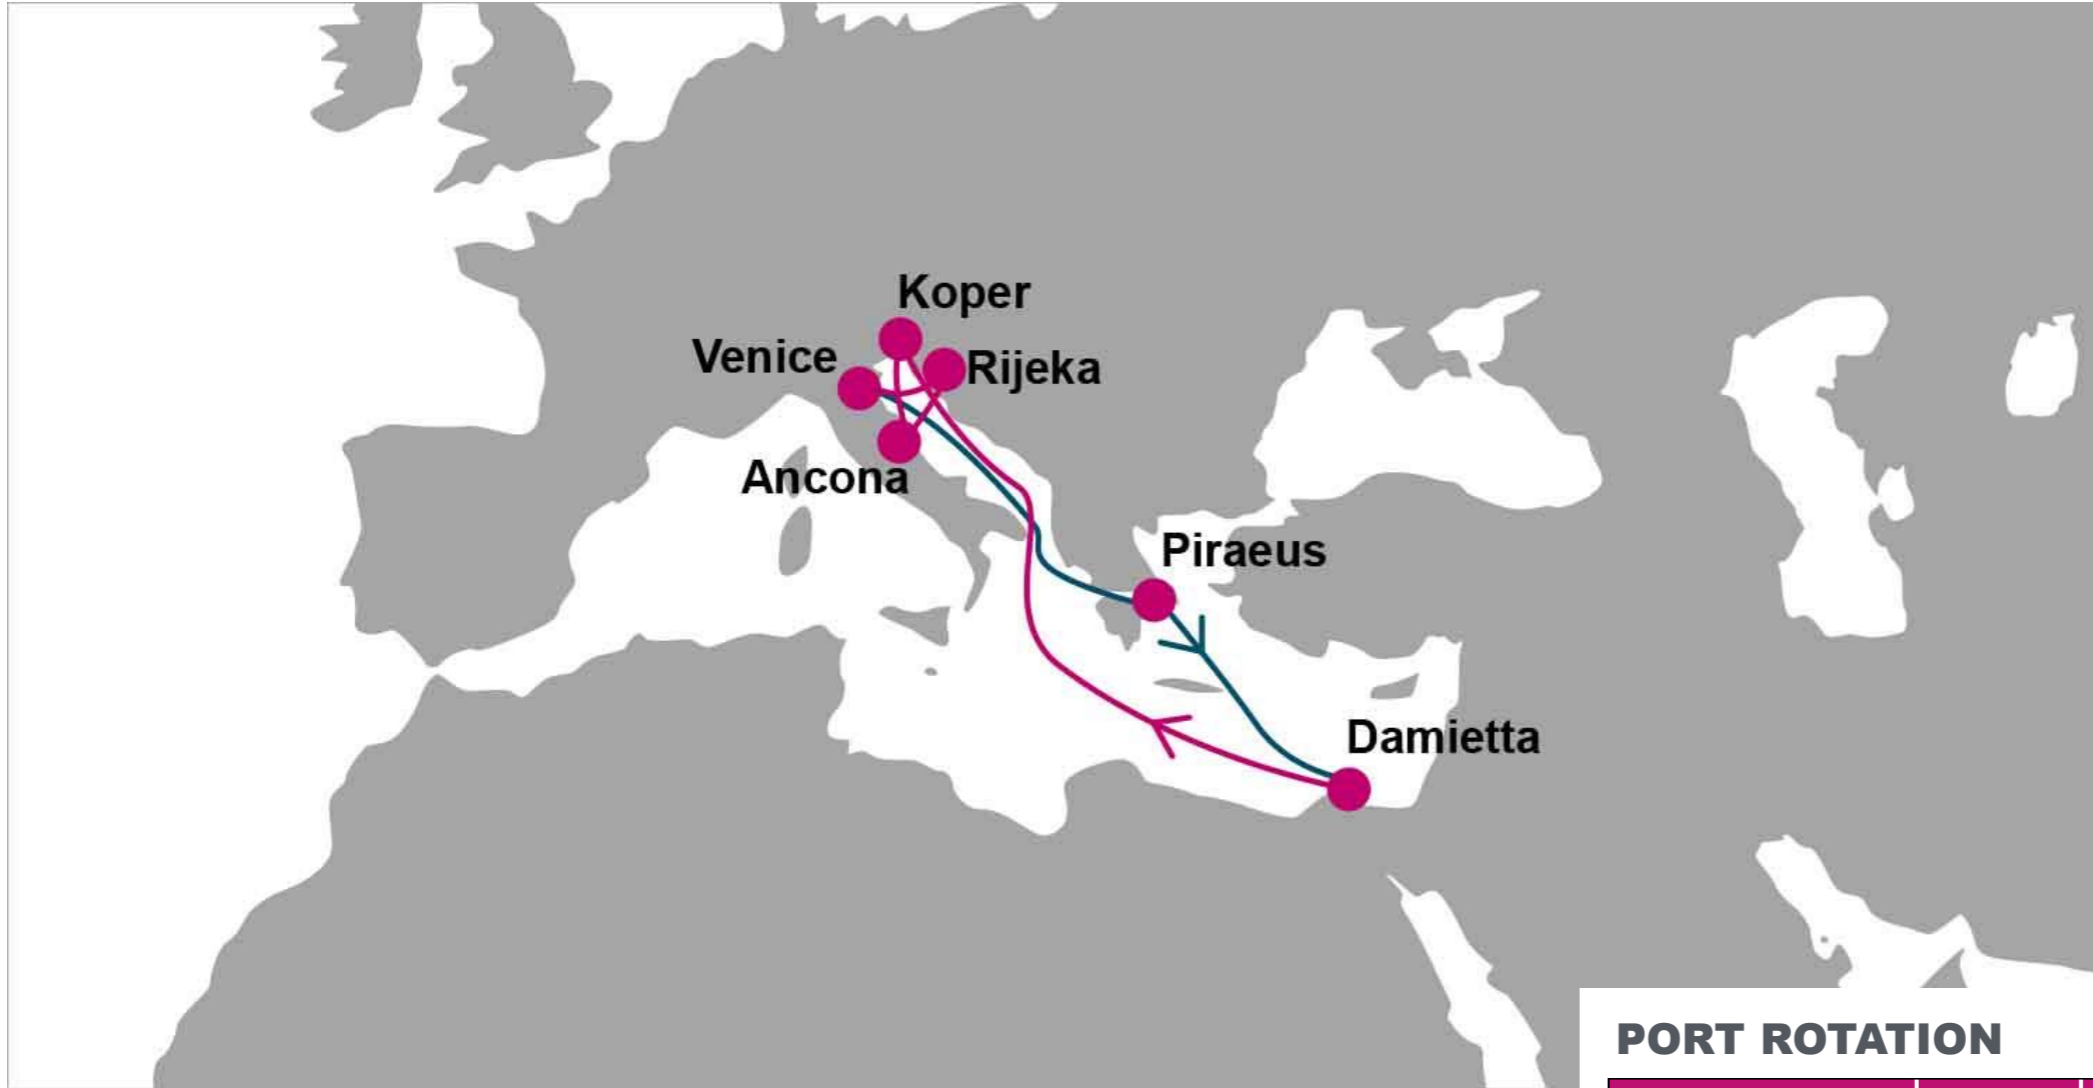 Koper
Venice
Rijeka
Ancona
Piraeus
Damietta
PORT ROTATION